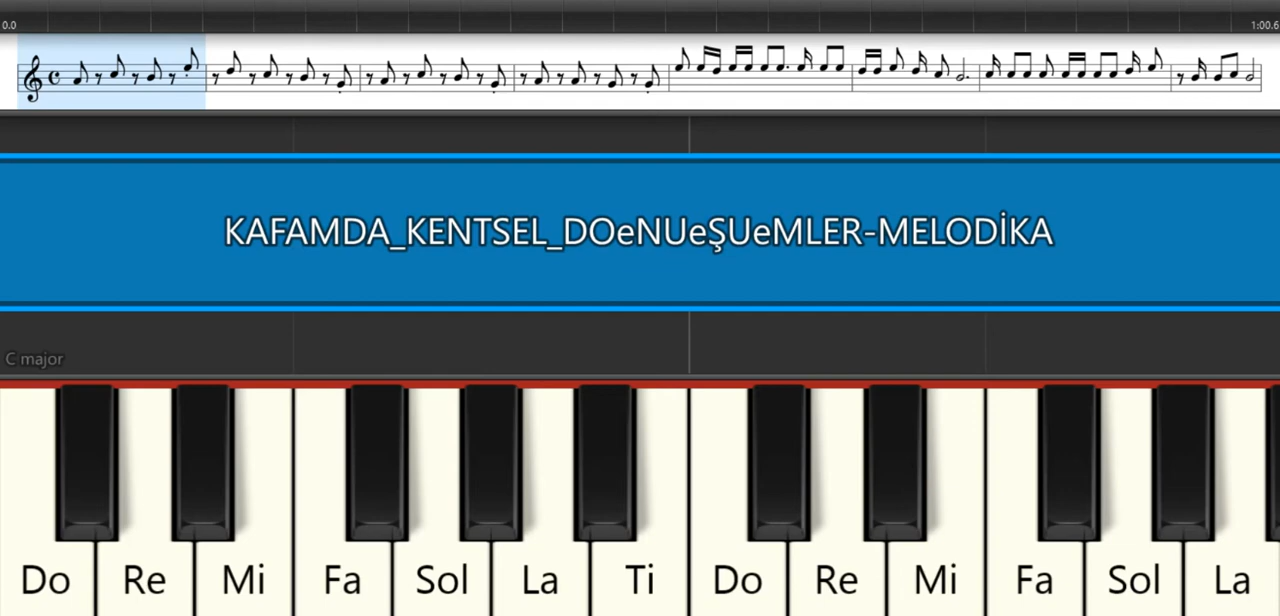 0.0 1:00.6
KAFAMDA_KENTSEL_DOeNUeŞUeMLER-MELODİKA
C major
Do Re Mi Fa Sol La Ti Do Re Mi Fa Sol La